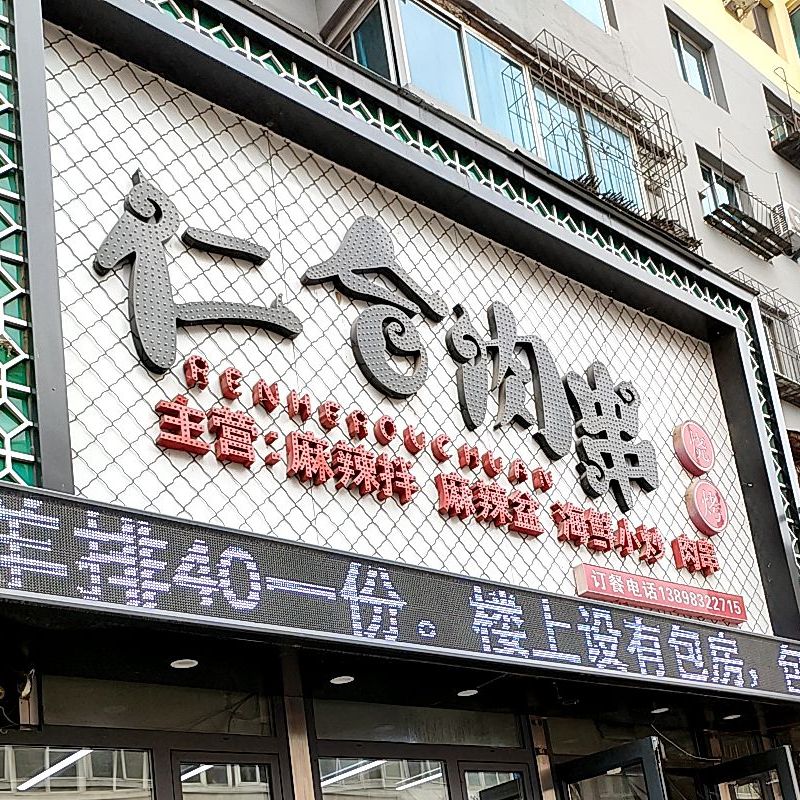 仁合肉串
RENHEROUCHUAN
主营:麻辣拌 麻辣盆 海螺小炒 肉串
烧烤
订餐电话13898322715
羊排40一份。楼上设有包房,包